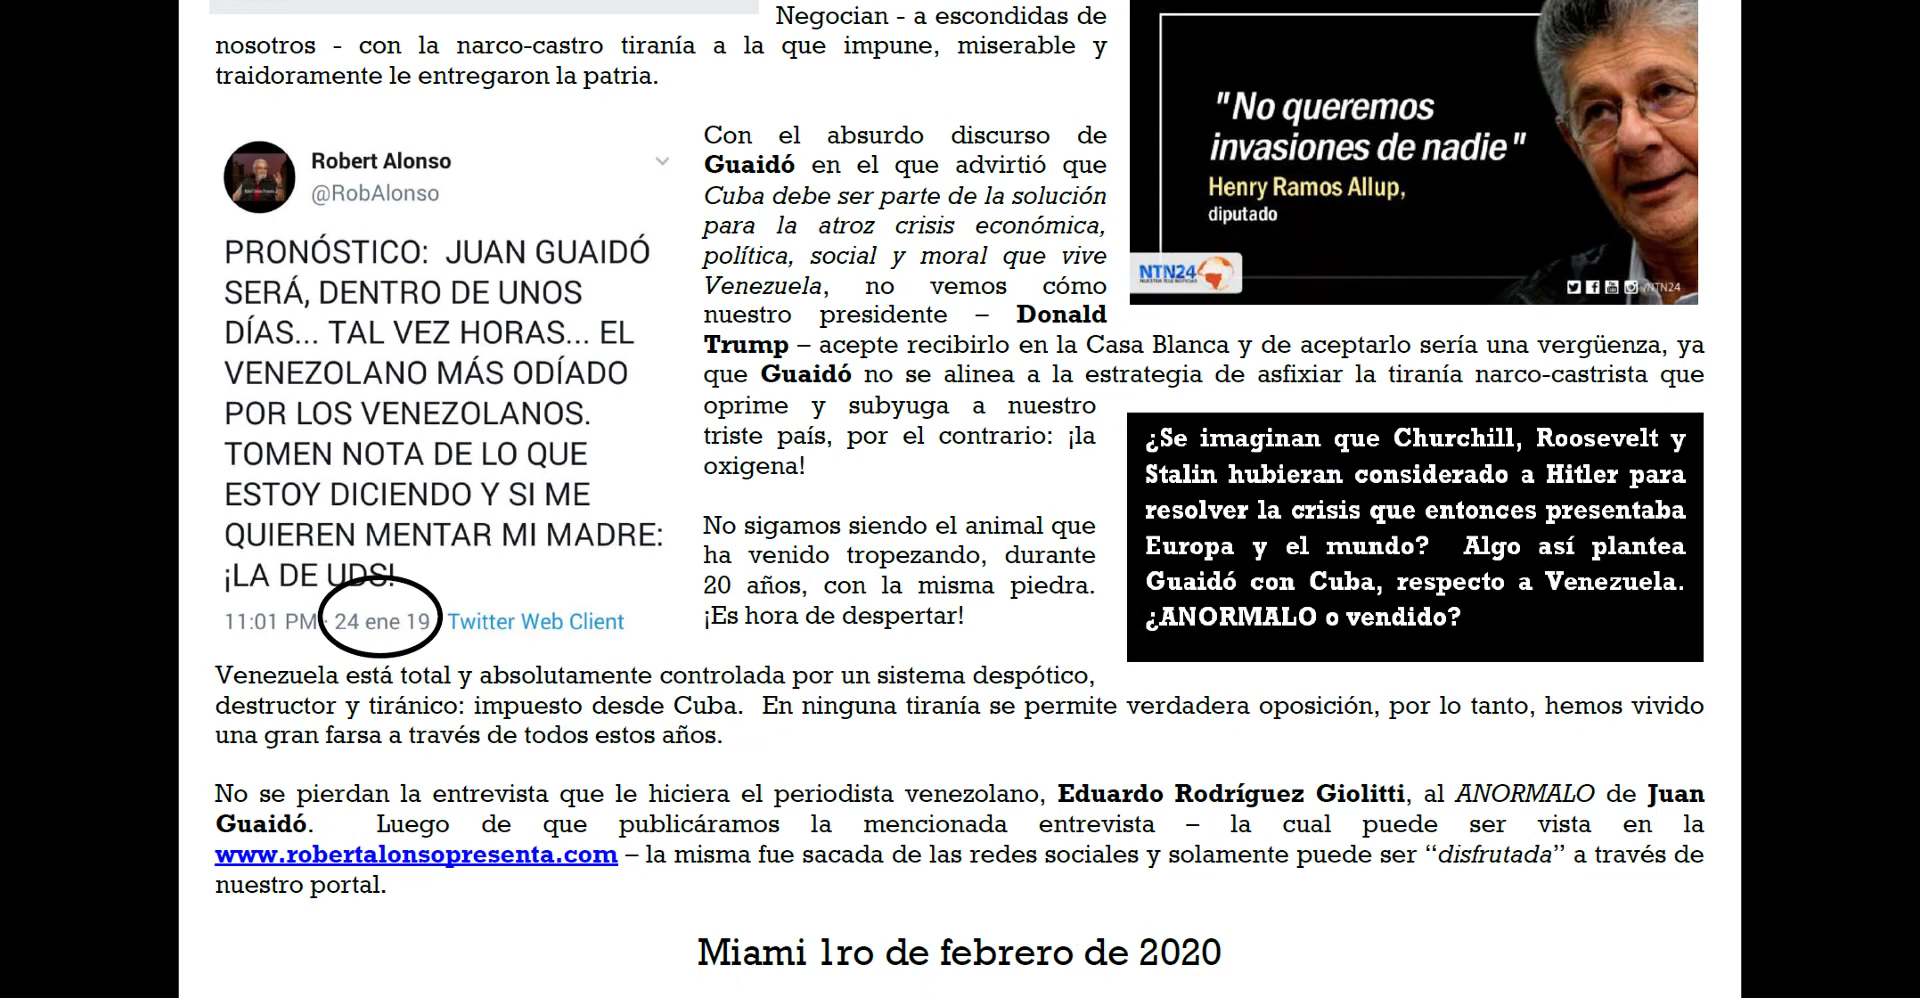 Negocian - a escondidas de
nosotros - con la narco-castro tiranía a la que impune, miserable y
traidoramente le entregaron la patria.
"No queremos
invasiones de nadie"
Henry Ramos Allup,
diputado
NTN24
NUESTRA TELE NOTICIAS
/NTN24
Robert Alonso
@RobAlonso
PRONÓSTICO:  JUAN GUAIDÓ
SERÁ, DENTRO DE UNOS
DÍAS... TAL VEZ HORAS... EL
VENEZOLANO MÁS ODÍADO
POR LOS VENEZOLANOS.
TOMEN NOTA DE LO QUE
ESTOY DICIENDO Y SI ME
QUIEREN MENTAR MI MADRE:
¡LA DE UDS!
11:01 PM · 24 ene 19 Twitter Web Client
Con el absurdo discurso de
Guaidó en el que advirtió que
Cuba debe ser parte de la solución
para la atroz crisis económica,
política, social y moral que vive
Venezuela, no vemos cómo
nuestro presidente – Donald
Trump – acepte recibirlo en la Casa Blanca y de aceptarlo sería una vergüenza, ya
que Guaidó no se alinea a la estrategia de asfixiar la tiranía narco-castrista que
oprime y subyuga a nuestro
triste país, por el contrario: ¡la
oxigena!
No sigamos siendo el animal que
ha venido tropezando, durante
20 años, con la misma piedra.
¡Es hora de despertar!
¿Se imaginan que Churchill, Roosevelt y
Stalin hubieran considerado a Hitler para
resolver la crisis que entonces presentaba
Europa y el mundo?  Algo así plantea
Guaidó con Cuba, respecto a Venezuela.
¿ANORMALO o vendido?
Venezuela está total y absolutamente controlada por un sistema despótico,
destructor y tiránico: impuesto desde Cuba.  En ninguna tiranía se permite verdadera oposición, por lo tanto, hemos vivido
una gran farsa a través de todos estos años.
No se pierdan la entrevista que le hiciera el periodista venezolano, Eduardo Rodríguez Giolitti, al ANORMALO de Juan
Guaidó.  Luego de que publicáramos la mencionada entrevista – la cual puede ser vista en la
www.robertalonsopresenta.com – la misma fue sacada de las redes sociales y solamente puede ser “disfrutada” a través de
nuestro portal.
Miami 1ro de febrero de 2020